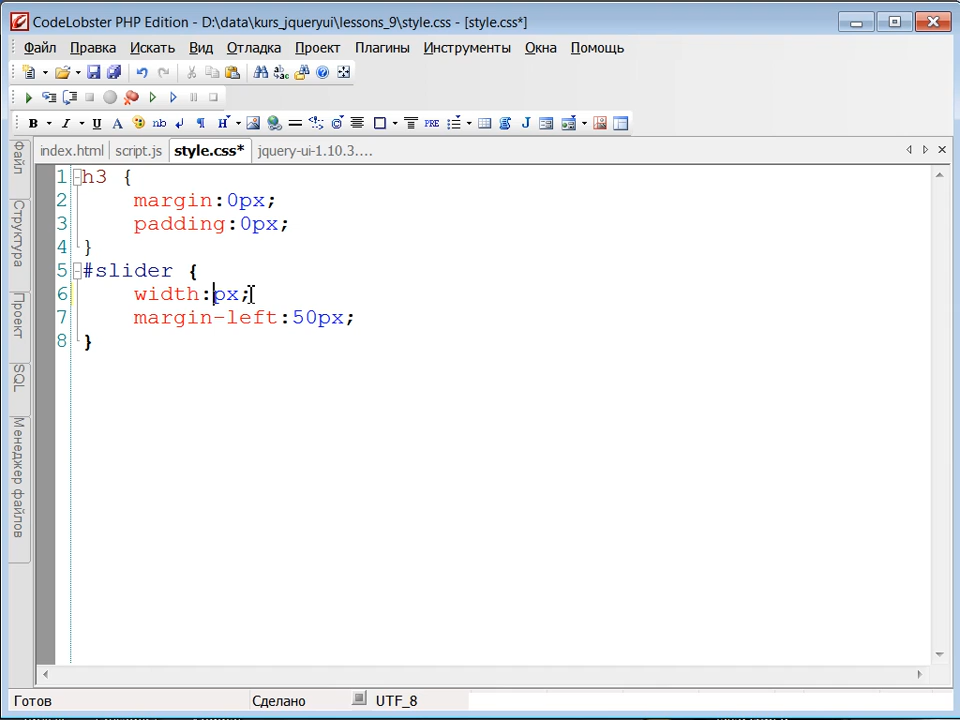 CodeLobster PHP Edition - D:\data\kurs_jqueryui\lessons_9\style.css - [style.css*]
Файл Правка Искать Вид Отладка Проект Плагины Инструменты Окна Помощь
index.html script.js style.css* jquery-ui-1.10.3....
Файл
Структура
Проект
SQL
Менеджер файлов
1 h3 {
2 margin:0px;
3 padding:0px;
4 }
5 #slider {
6 width:px;
7 margin-left:50px;
8 }
Готов Сделано UTF_8